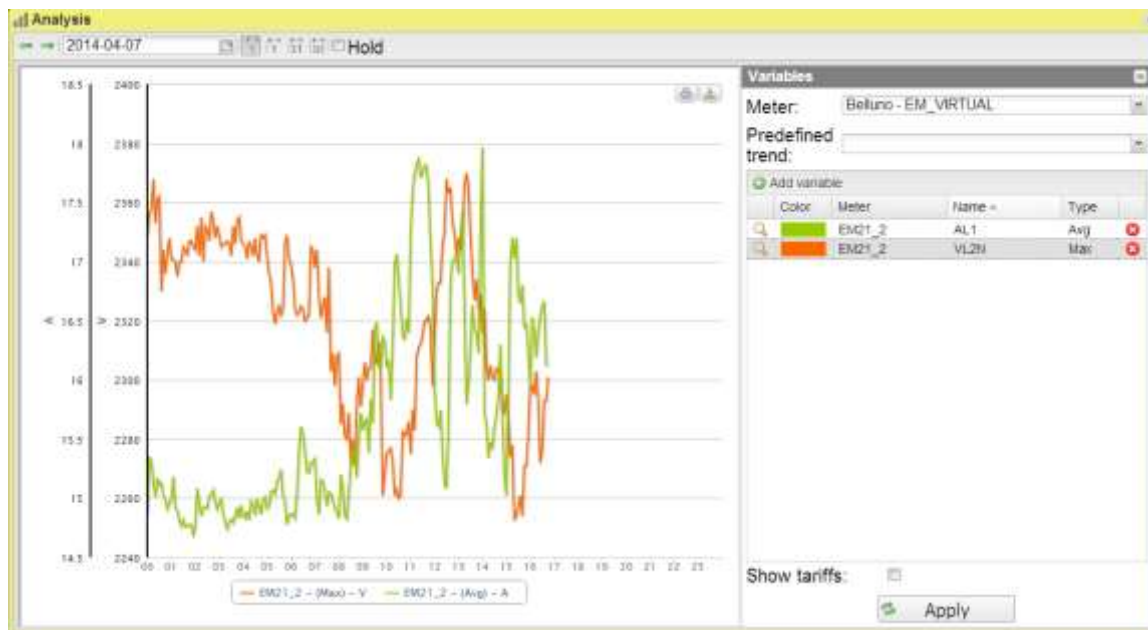 Analysis
2014-04-07 Hold
18.5 2400
18 2380
17.5 2360
17 2340
A 16.5 V 2320
16 2300
15.5 2280
15 2260
14.5 2240
00 01 02 03 04 05 06 07 08 09 10 11 12 13 14 15 16 17 18 19 20 21 22 23
EM21_2 - (Max) - V EM21_2 - (Avg) - A
Variables
Meter: Belluno - EM_VIRTUAL
Predefined
trend:
Add variable
Color Meter Name Type
EM21_2 AL1 Avg
EM21_2 VL2N Max
Show tariffs:
Apply